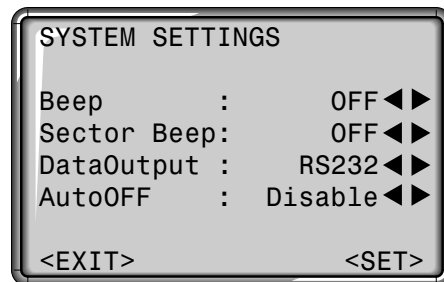 SYSTEM SETTINGS
Beep : OFF◀▶
Sector Beep: OFF◀▶
DataOutput : RS232◀▶
AutoOFF : Disable◀▶
<EXIT> <SET>